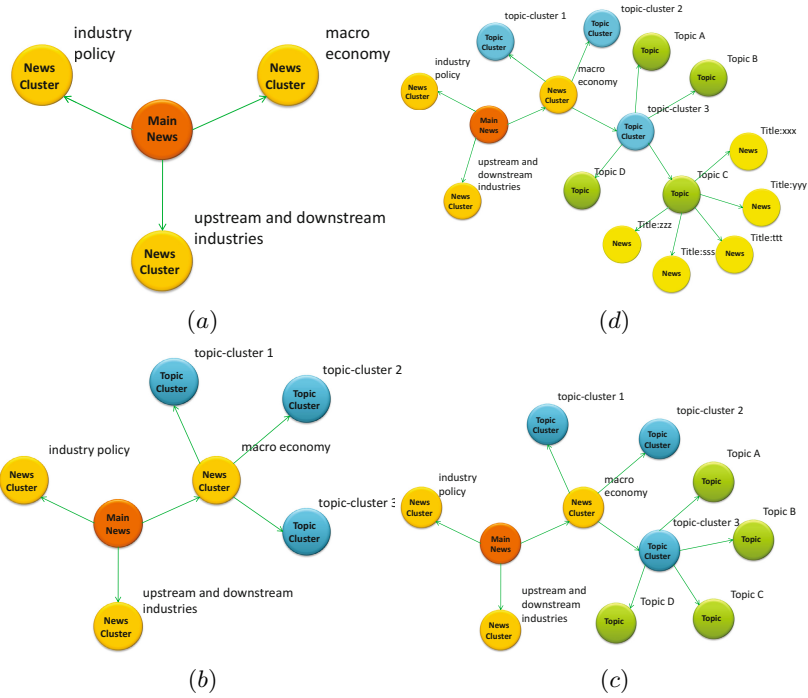 industry
policy
macro
economy
News
Cluster
News
Cluster
Main
News
upstream and downstream
industries
News
Cluster
(a)
topic-cluster 1
topic-cluster 2
Topic
Cluster
Topic
Cluster
Topic A
Topic
Topic B
Topic
industry
policy
macro
economy
News
Cluster
News
Cluster
topic-cluster 3
Main
News
Topic
Cluster
upstream and
downstream
industries
News
Cluster
Topic D
Topic
Topic C
Topic
Title:xxx
News
Title:yyy
News
Title:zzz
News
Title:sss
News
Title:ttt
News
(d)
topic-cluster 1
Topic
Cluster
topic-cluster 2
Topic
Cluster
industry policy
macro economy
News
Cluster
News
Cluster
topic-cluster 3
Main
News
Topic
Cluster
upstream and downstream
industries
News
Cluster
(b)
topic-cluster 1
Topic
Cluster
topic-cluster 2
Topic
Cluster
industry
policy
macro
economy
Topic A
Topic
News
Cluster
News
Cluster
topic-cluster 3
Topic B
Topic
Main
News
Topic
Cluster
upstream and
downstream
industries
News
Cluster
Topic D
Topic
Topic C
Topic
(c)